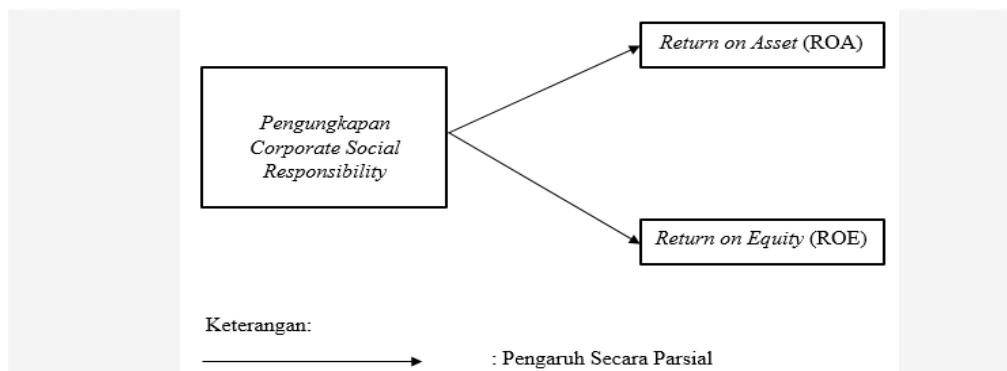 Return on Asset (ROA)
Pengungkapan
Corporate Social
Responsibility
Return on Equity (ROE)
Keterangan:
: Pengaruh Secara Parsial